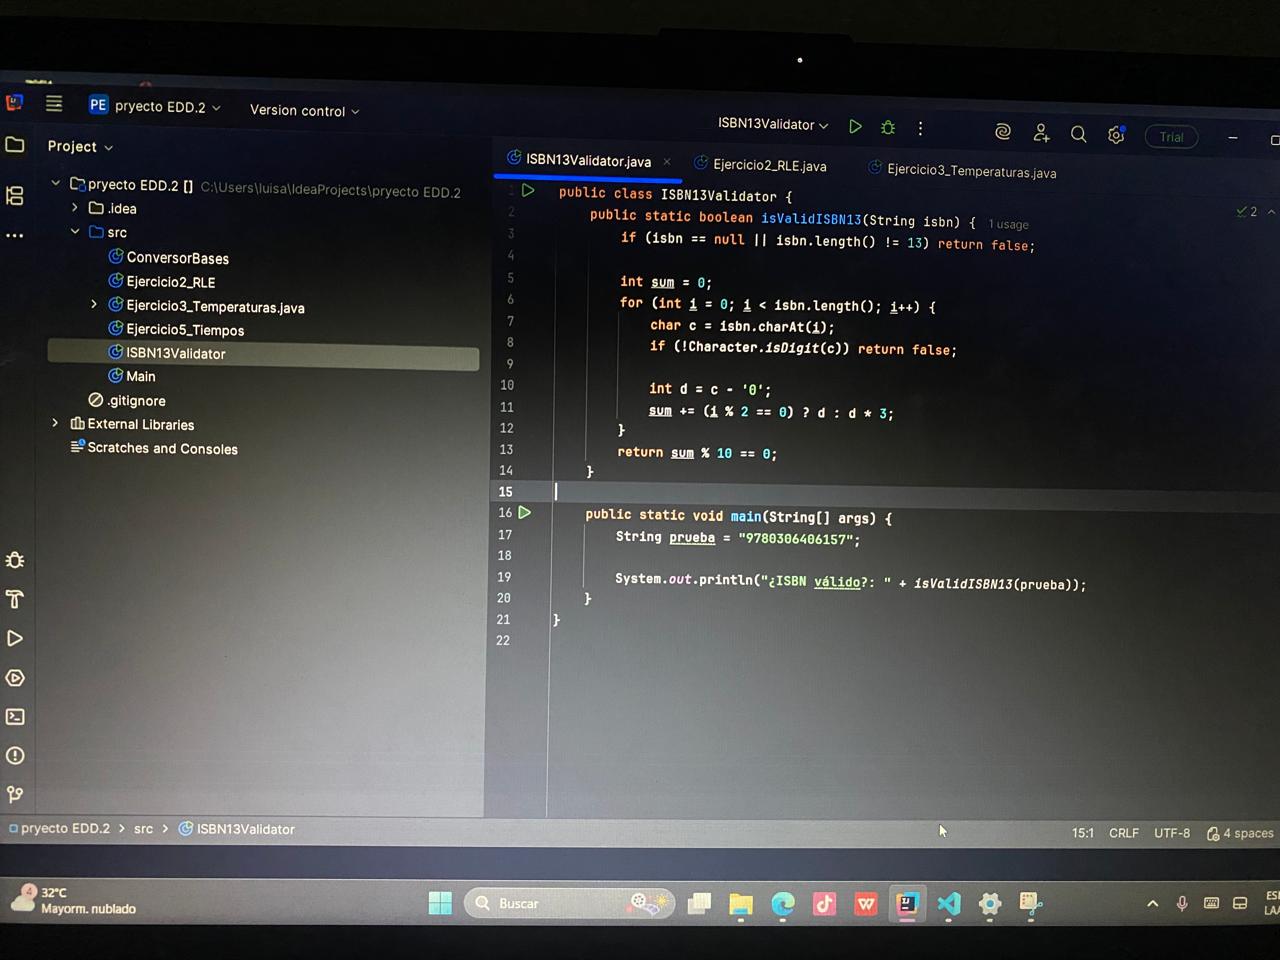 PE pryecto EDD.2 Version control
ISBN13Validator
Trial
Project
pryecto EDD.2 [] C:\Users\luisa\IdeaProjects\pryecto EDD.2
.idea
src
ConversorBases
Ejercicio2_RLE
Ejercicio3_Temperaturas.java
Ejercicio5_Tiempos
ISBN13Validator
Main
.gitignore
External Libraries
Scratches and Consoles
ISBN13Validator.java × Ejercicio2_RLE.java Ejercicio3_Temperaturas.java
1 public class ISBN13Validator {
2 public static boolean isValidISBN13(String isbn) { 1 usage
3 if (isbn == null || isbn.length() != 13) return false;
4
5 int sum = 0;
6 for (int i = 0; i < isbn.length(); i++) {
7 char c = isbn.charAt(i);
8 if (!Character.isDigit(c)) return false;
9
10 int d = c - '0';
11 sum += (i % 2 == 0) ? d : d * 3;
12 }
13 return sum % 10 == 0;
14 }
15
16 public static void main(String[] args) {
17 String prueba = "9780306406157";
18
19 System.out.println("¿ISBN válido?: " + isValidISBN13(prueba));
20 }
21 }
22
2
pryecto EDD.2 > src > ISBN13Validator
15:1 CRLF UTF-8 4 spaces
4
32°C
Mayorm. nublado
Buscar